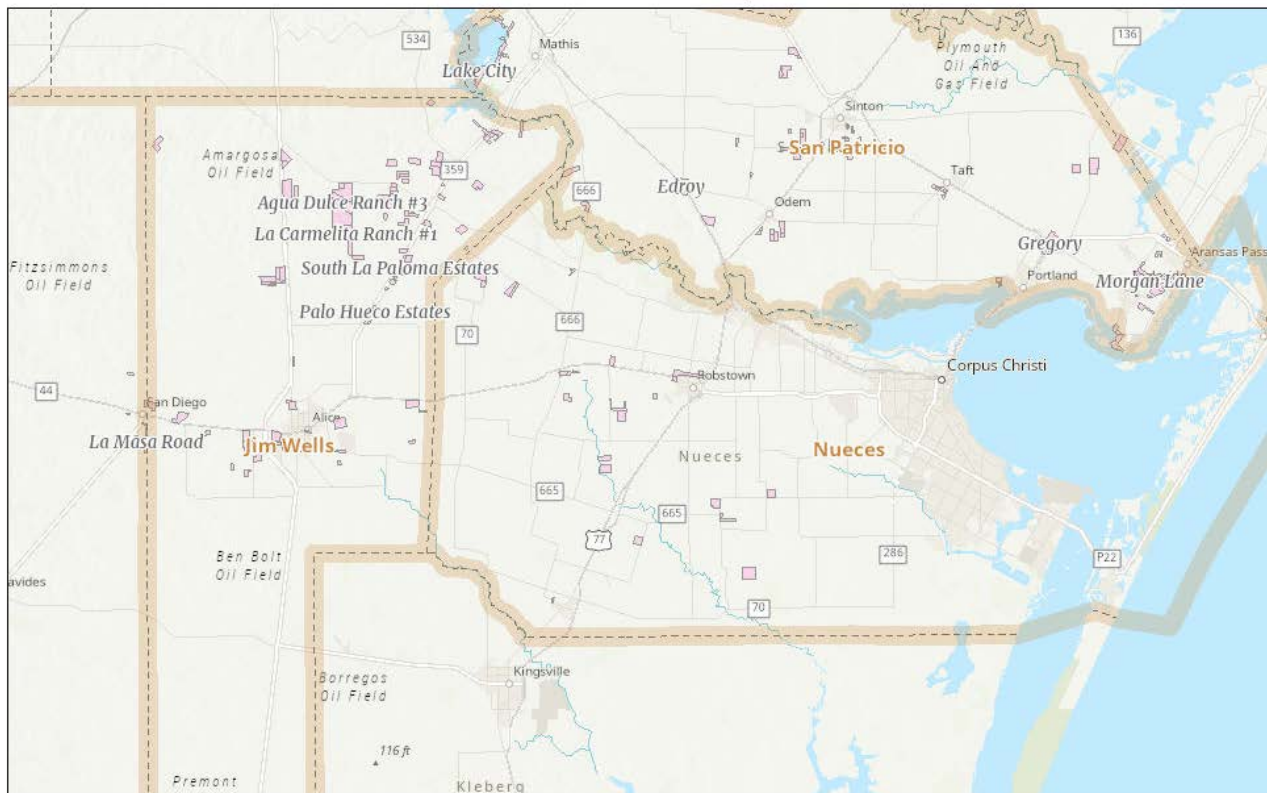 534
Mathis
136
Plymouth
Oil And
Gas Field
Lake City
Sinton
San Patricio
Amargosa
Oil Field
359
Taft
Edroy
666
Agua Dulce Ranch #3
Odem
La Carmelita Ranch #1
Gregory
Aransas Pass
Fitzsimmons
Oil Field
South La Paloma Estates
Portland
Morgan Lane
Palo Hueco Estates
70
666
Corpus Christi
44
San Diego
Robstown
Alice
La Masa Road
Jim Wells
Nueces
Nueces
665
665
77
286
P22
Ben Bolt
Oil Field
avides
70
Kingsville
Borregos
Oil Field
116 ft
Premont
Kleberg